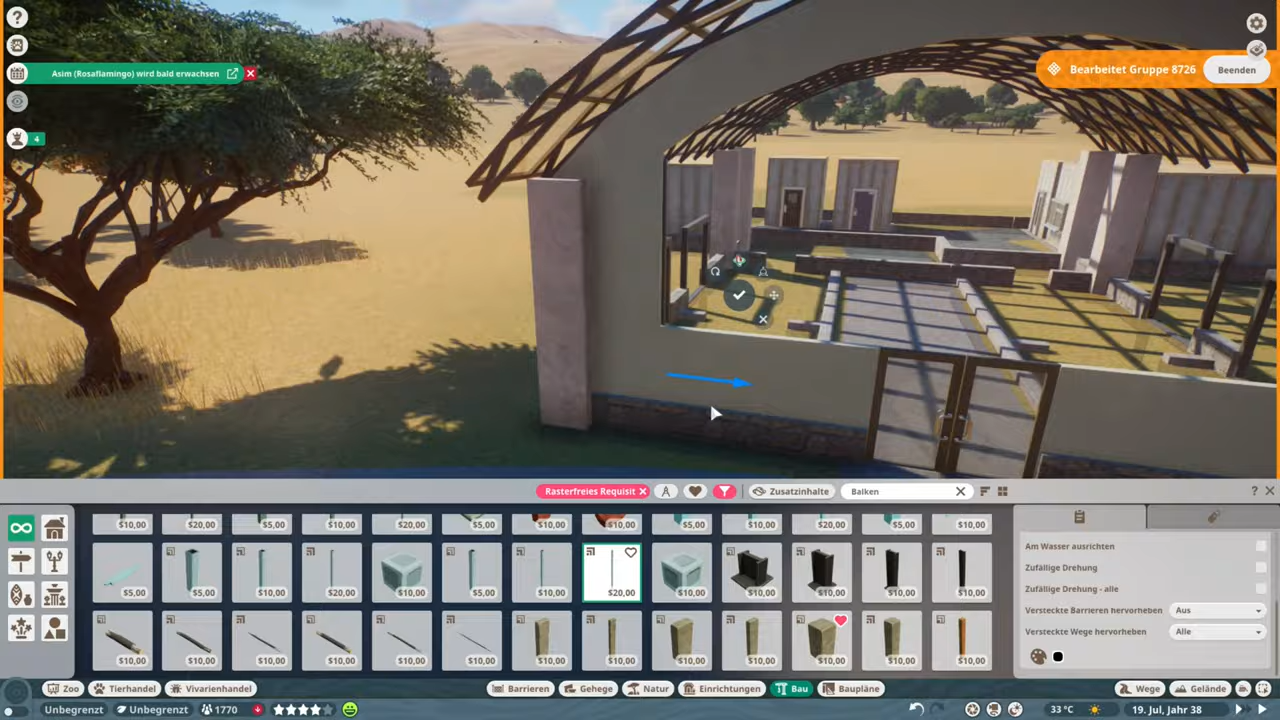 ?
Asim (Rosaflamingo) wird bald erwachsen
4
Bearbeitet Gruppe 8726
Beenden
Rasterfreies Requisit
Zusatzinhalte
Balken
?
$10,00 $20,00 $5,00 $10,00 $20,00 $5,00 $10,00 $10,00 $5,00 $10,00 $20,00 $5,00 $10,00
$5,00 $5,00 $10,00 $20,00 $10,00 $5,00 $10,00 $20,00 $10,00 $10,00 $10,00 $10,00 $10,00
$10,00 $10,00 $10,00 $10,00 $10,00 $10,00 $10,00 $10,00 $10,00 $10,00 $10,00 $10,00 $10,00
Am Wasser ausrichten
Zufällige Drehung
Zufällige Drehung - alle
Versteckte Barrieren hervorheben Aus
Versteckte Wege hervorheben Alle
Zoo Tierhandel Vivarienhandel Barrieren Gehege Natur Einrichtungen Bau Baupläne Wege Gelände
Unbegrenzt Unbegrenzt 1770 33 °C 19. Jul, Jahr 38